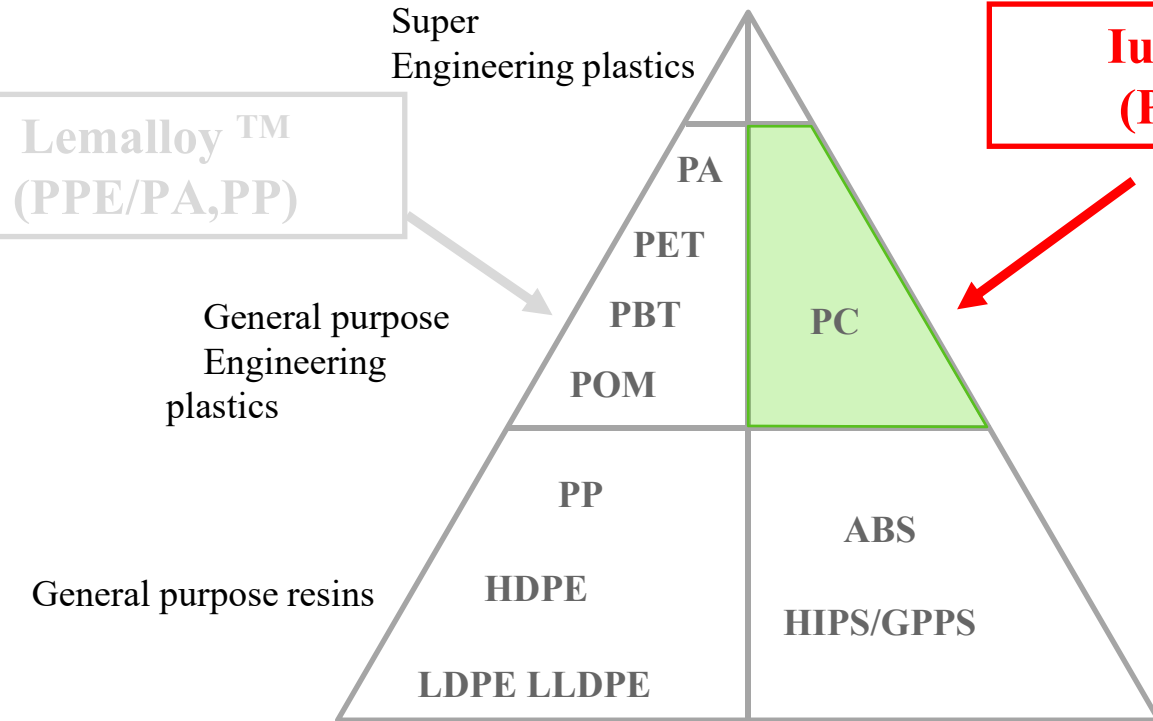 Super
Engineering plastics
Lemalloy TM
(PPE/PA,PP)
PA
PET
PBT
POM
PC
General purpose
Engineering
plastics
PP
HDPE
LDPE LLDPE
ABS
HIPS/GPPS
General purpose resins